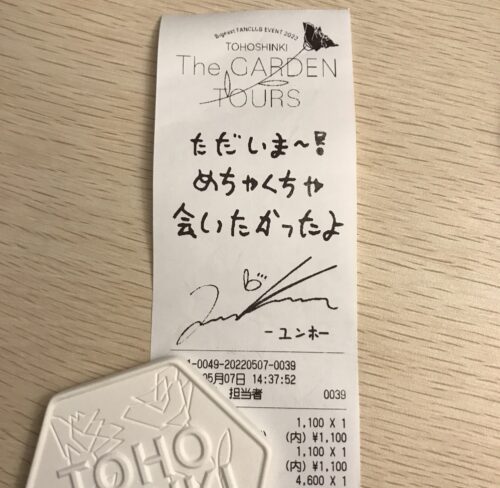 Bigeast FANCLUB EVENT 2022
TOHOSHINKI
The GARDEN
TOURS
ただいま〜!
めちゃくちゃ
会いたかったよ
-ユンホ-
1-0049-20220507-0039
05月07日 14:37:52
担当者 0039
1,100 X 1
(内) ¥1,100
1,100 X 1
(内) ¥1,100
4,600 X 1
TOHO